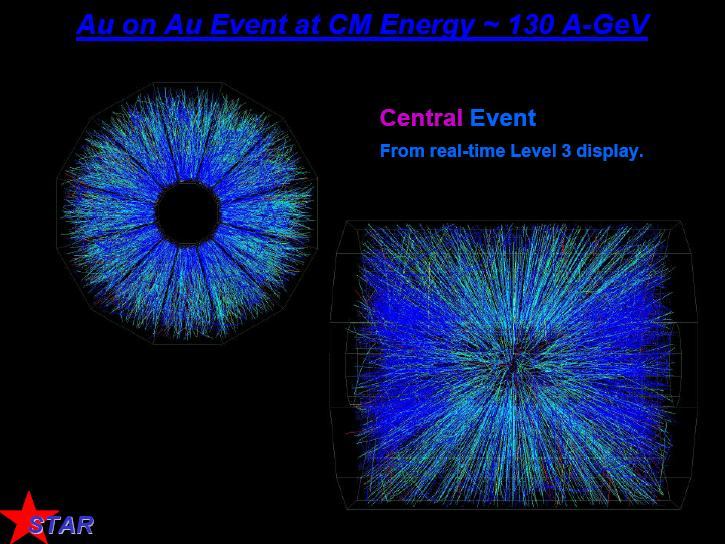 Au on Au Event at CM Energy ~ 130 A-GeV
Central Event
From real-time Level 3 display.
STAR